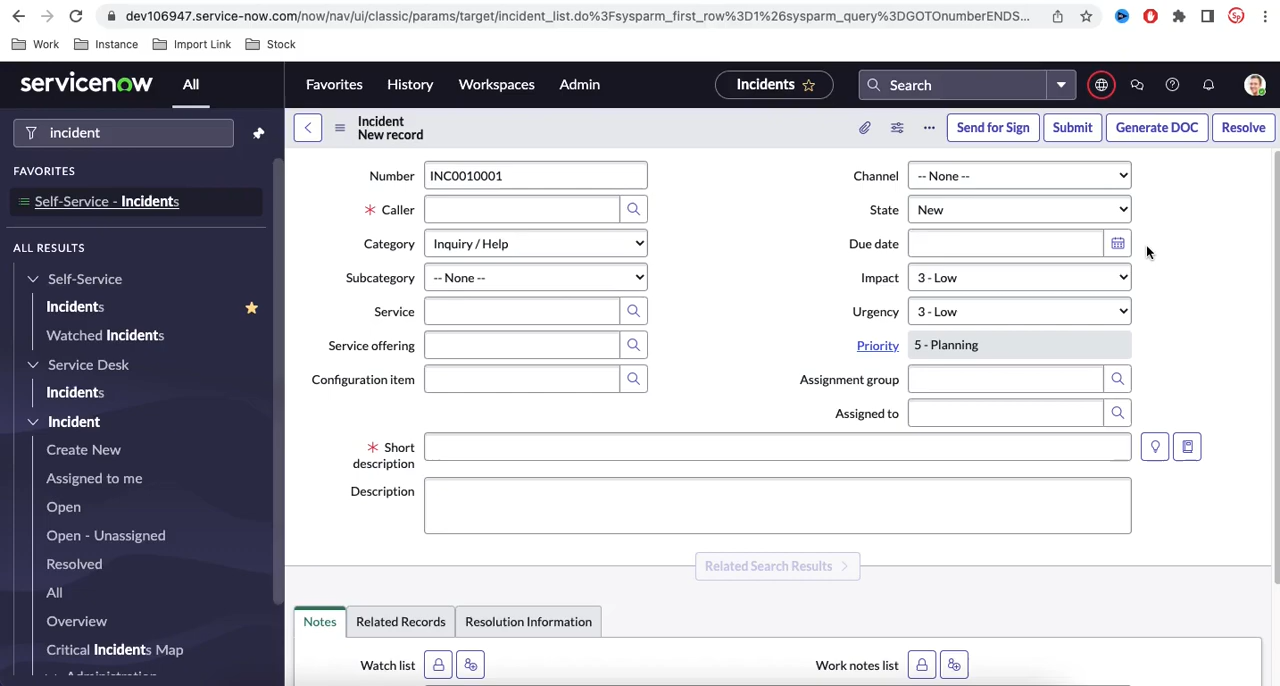 dev106947.service-now.com/now/nav/ui/classic/params/target/incident_list.do%3Fsysparm_first_row%3D1%26sysparm_query%3DGOTOnumberENDS...
Work Instance Import Link Stock
servicenow All Favorites History Workspaces Admin Incidents Search
incident
FAVORITES
Self-Service - Incidents
ALL RESULTS
Self-Service
Incidents
Watched Incidents
Service Desk
Incidents
Incident
Create New
Assigned to me
Open
Open - Unassigned
Resolved
All
Overview
Critical Incidents Map
Administration
Incident
New record
Send for Sign Submit Generate DOC Resolve
Number INC0010001
* Caller
Category Inquiry / Help
Subcategory -- None --
Service
Service offering
Configuration item
Channel -- None --
State New
Due date
Impact 3 - Low
Urgency 3 - Low
Priority 5 - Planning
Assignment group
Assigned to
* Short
description
Description
Related Search Results
Notes Related Records Resolution Information
Watch list
Work notes list